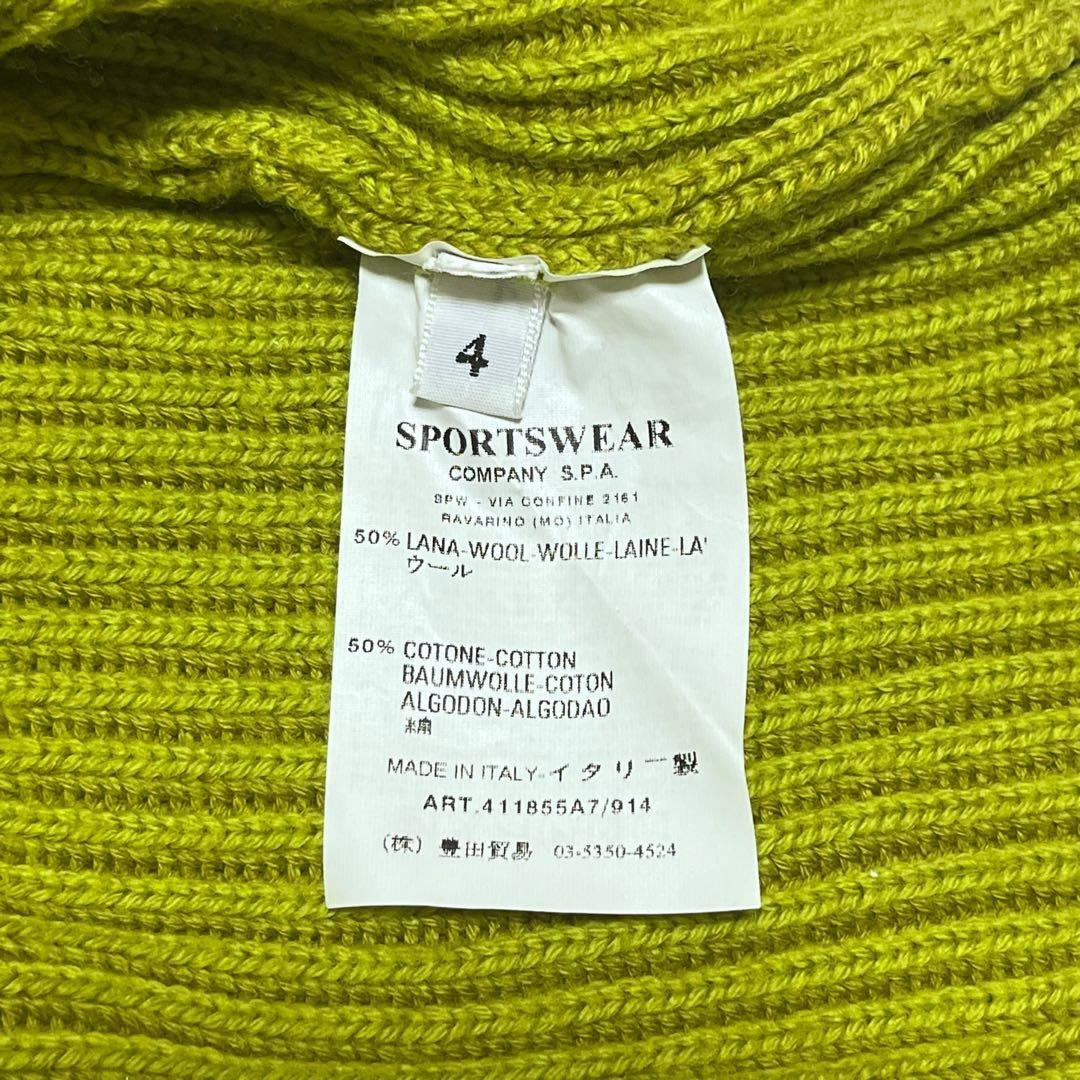 4
SPORTSWEAR
COMPANY S.P.A.
SPW - VIA CONFINE 2161
RAVARINO (MO) ITALIA
50% LANA-WOOL-WOLLE-LAINE-LA'
ウール
50% COTONE-COTTON
BAUMWOLLE-COTON
ALGODON-ALGODAO
綿
MADE IN ITALY-イタリー製
ART.411855A7/914
(株) 豊田貿易 03-5350-4524